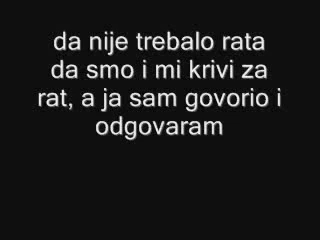 da nije trebalo rata
da smo i mi krivi za
rat, a ja sam govorio i
odgovaram